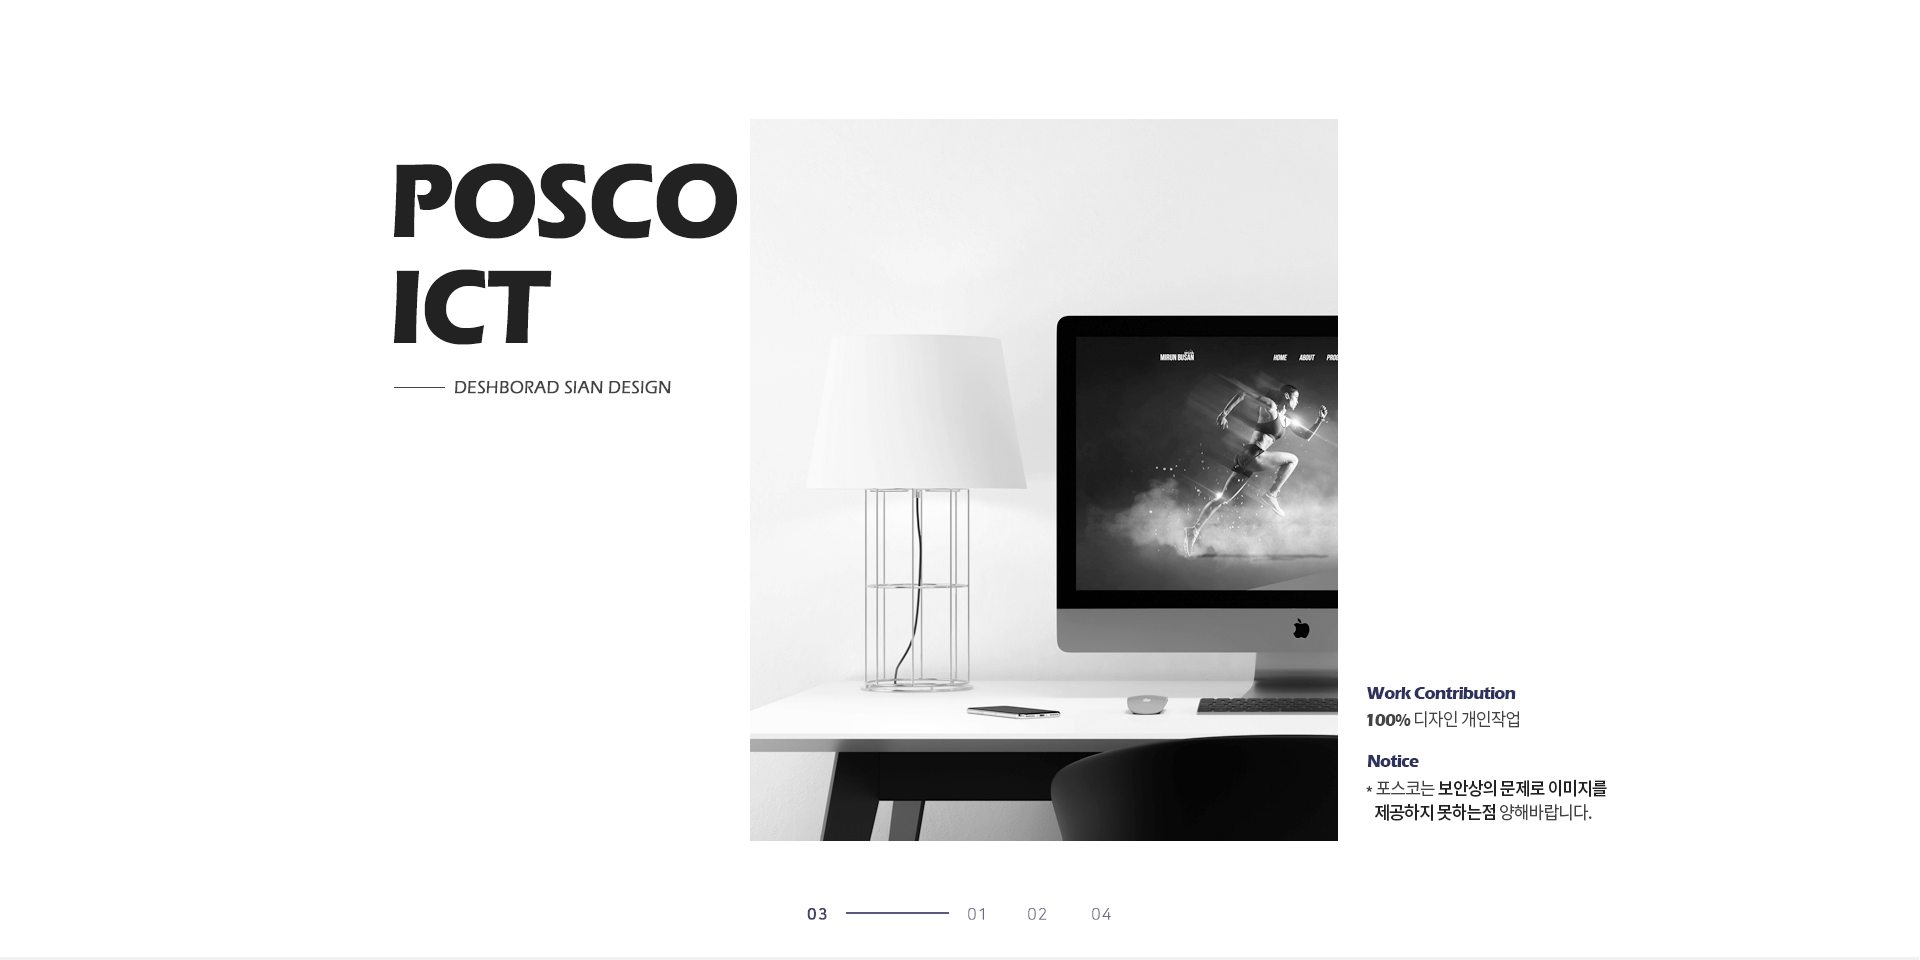 POSCO
ICT
DESHBORAD SIAN DESIGN
MIRUN BUSAN
HOME ABOUT
Work Contribution
100% 디자인 개인작업
Notice
* 포스코는 보안상의 문제로 이미지를
제공하지 못하는점 양해바랍니다.
03 01 02 04